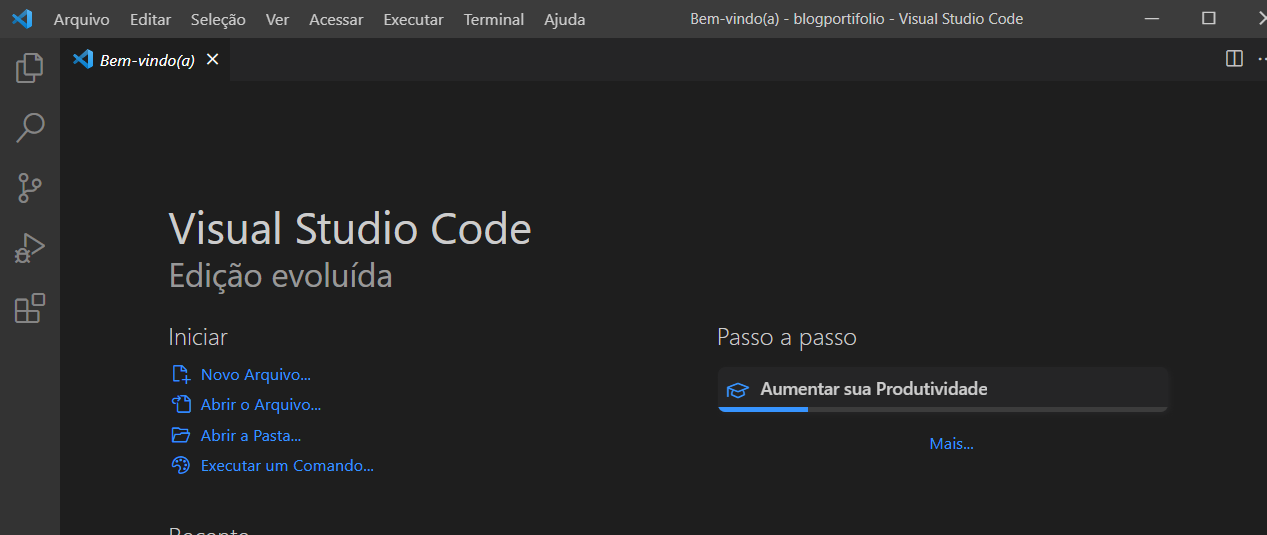 Arquivo Editar Seleção Ver Acessar Executar Terminal Ajuda Bem-vindo(a) - blogportifolio - Visual Studio Code
Bem-vindo(a)
Visual Studio Code
Edição evoluída
Iniciar
Novo Arquivo...
Abrir o Arquivo...
Abrir a Pasta...
Executar um Comando...
Recente
Passo a passo
Aumentar sua Produtividade
Mais...